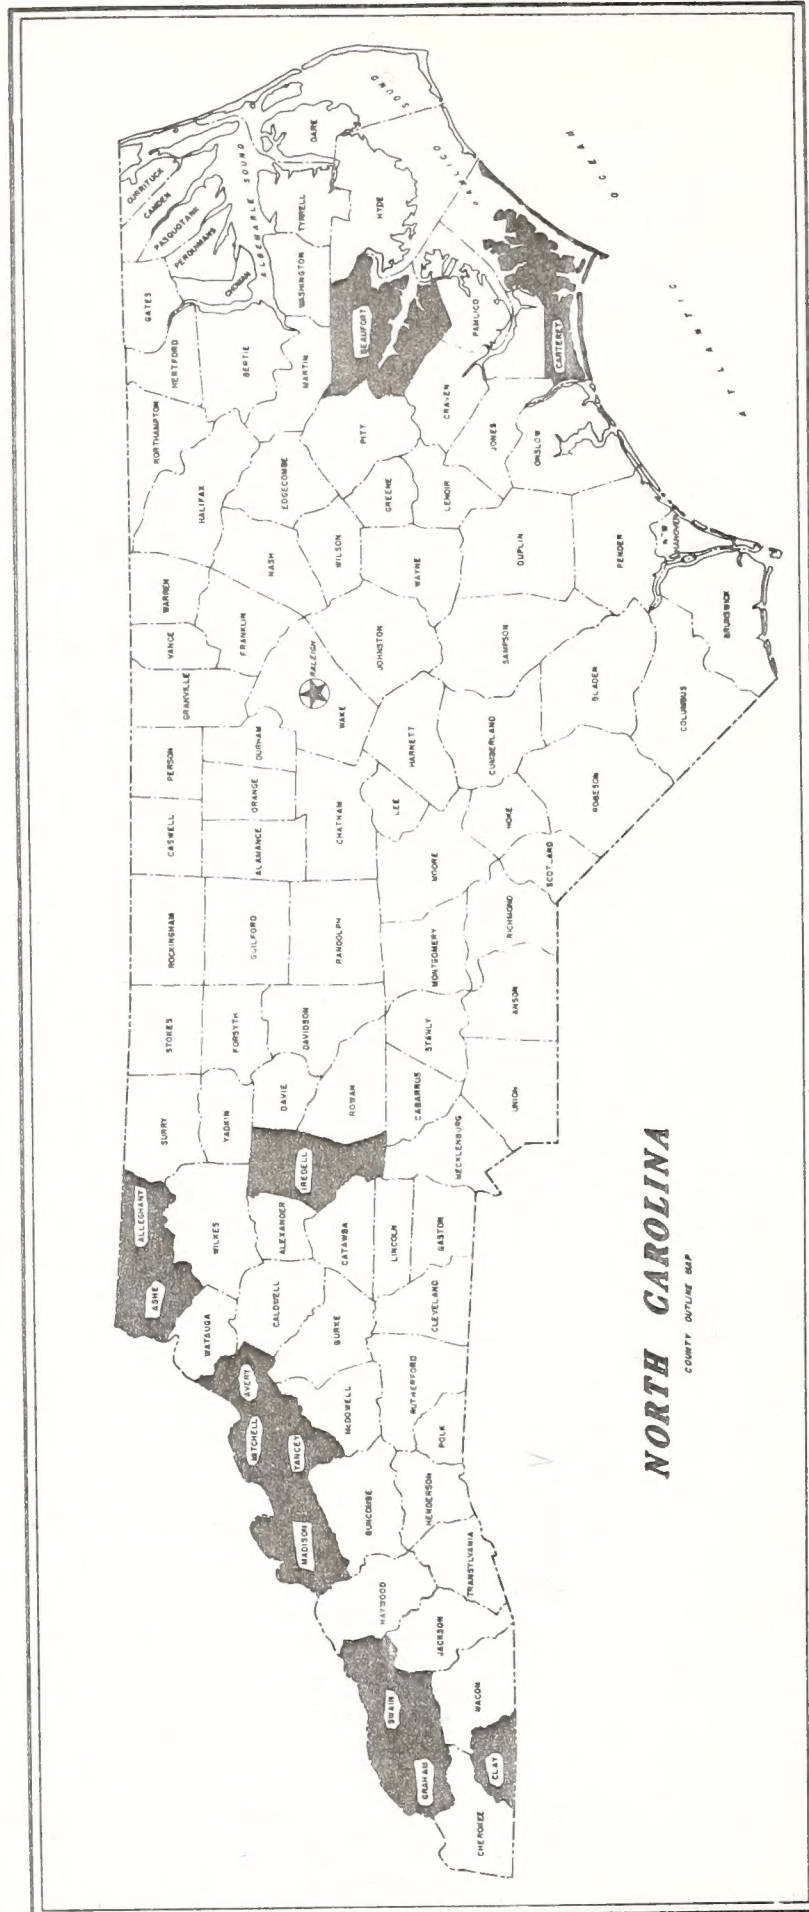 CURRITUCK
CAMDEN
PASQUOTANK
PERQUIMANS
CHOWAN
GATES
HERTFORD
BERTIE
NORTHAMPTON
HALIFAX
WARREN
VANCE
GRANVILLE
PERSON
CASWELL
ROCKINGHAM
STOKES
SURRY
ALLEGHANY
ASHE
ALBEMARLE SOUND
DARE
TYRRELL
WASHINGTON
MARTIN
EDGECOMBE
NASH
FRANKLIN
RALEIGH
WAKE
DURHAM
ORANGE
ALAMANCE
GUILFORD
FORSYTH
YADKIN
WILKES
WATAUGA
PAMLICO SOUND
HYDE
BEAUFORT
PITT
GREENE
WILSON
JOHNSTON
HARNETT
LEE
CHATHAM
RANDOLPH
DAVIDSON
DAVIE
ROWAN
IREDELL
ALEXANDER
CALDWELL
AVERY
MITCHELL
YANCEY
MADISON
PAMLICO
CRAVEN
LENOIR
WAYNE
CATAWBA
BURKE
McDOWELL
BUNCOMBE
HAYWOOD
SWAIN
GRAHAM
CARTERET
JONES
ONSLOW
DUPLIN
SAMPSON
CUMBERLAND
HOKE
MOORE
MONTGOMERY
STANLY
CABARRUS
MECKLENBURG
LINCOLN
GASTON
CLEVELAND
RUTHERFORD
POLK
HENDERSON
TRANSYLVANIA
JACKSON
MACON
CLAY
CHEROKEE
PENDER
NEW
HANOVER
BRUNSWICK
COLUMBUS
BLADEN
ROBESON
SCOTLAND
RICHMOND
ANSON
UNION
ATLANTIC OCEAN
NORTH CAROLINA
COUNTY OUTLINE MAP